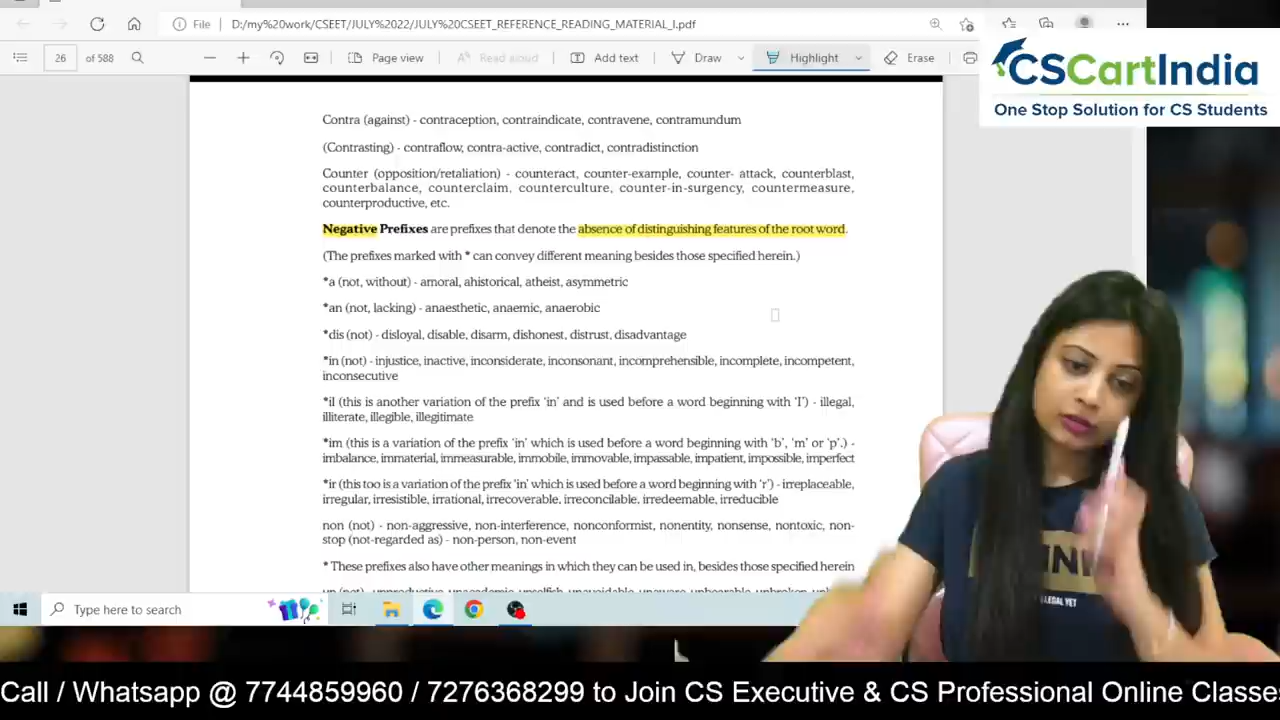 File
D:/my%20work/CSEET/JULY%2022/JULY%20CSEET_REFERENCE_READING_MATERIAL_I.pdf
26 of 588
Page view
Read aloud
Add text
Draw
Highlight
Erase
CSCartIndia
One Stop Solution for CS Students
Contra (against) - contraception, contraindicate, contravene, contramundum
(Contrasting) - contraflow, contra-active, contradict, contradistinction
Counter (opposition/retaliation) - counteract, counter-example, counter- attack, counterblast,
counterbalance, counterclaim, counterculture, counter-in-surgency, countermeasure,
counterproductive, etc.
Negative Prefixes are prefixes that denote the absence of distinguishing features of the root word.
(The prefixes marked with * can convey different meaning besides those specified herein.)
*a (not, without) - amoral, ahistorical, atheist, asymmetric
*an (not, lacking) - anaesthetic, anaemic, anaerobic
*dis (not) - disloyal, disable, disarm, dishonest, distrust, disadvantage
*in (not) - injustice, inactive, inconsiderate, inconsonant, incomprehensible, incomplete, incompetent,
inconsecutive
*il (this is another variation of the prefix 'in' and is used before a word beginning with 'I') - illegal,
illiterate, illegible, illegitimate
*im (this is a variation of the prefix 'in' which is used before a word beginning with 'b', 'm' or 'p'.) -
imbalance, immaterial, immeasurable, immobile, immovable, impassable, impatient, impossible, imperfect
*ir (this too is a variation of the prefix 'in' which is used before a word beginning with 'r') - irreplaceable,
irregular, irresistible, irrational, irrecoverable, irreconcilable, irredeemable, irreducible
non (not) - non-aggressive, non-interference, nonconformist, nonentity, nonsense, nontoxic, non-
stop (not-regarded as) - non-person, non-event
* These prefixes also have other meanings in which they can be used in, besides those specified herein
un (not) - unproductive, unacademic, unselfish, unavoidable, unaware, unbearable, unbroken,
Type here to search
LEGAL YET
Call / Whatsapp @ 7744859960 / 7276368299 to Join CS Executive & CS Professional Online Classes